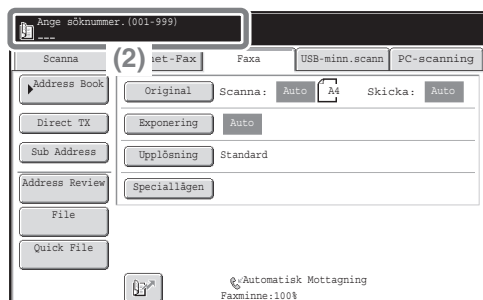 Ange söknummer.(001-999)
---
Scanna (2) et-Fax Faxa USB-minn.scann PC-scanning
Address Book Original Scanna: Auto A4 Skicka: Auto
Direct TX Exponering Auto
Sub Address Upplösning Standard
Address Review Speciallägen
File
Quick File
Automatisk Mottagning
Faxminne:100%